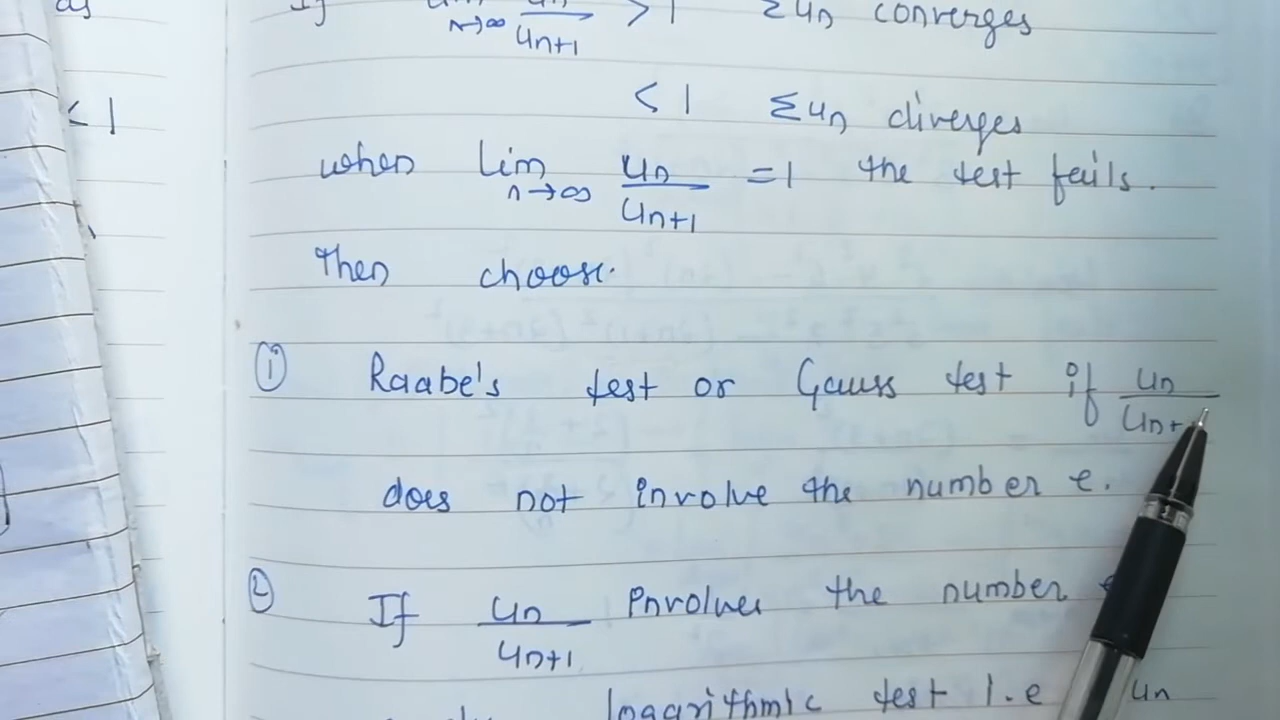 as
If lim n→∞ un/un+1 > 1 Σun converges
< 1
< 1 Σun diverges
when Lim n→∞ un/un+1 = 1 the test fails.
Then choose.
① Raabe's test or Gauss test if un/un+
does not involve the number e.
② If un/un+1 involves the number
logarithmic test i.e un